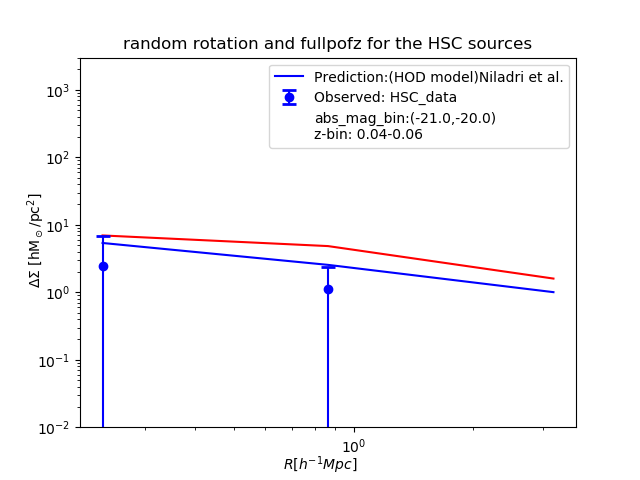 random rotation and fullpofz for the HSC sources
Prediction:(HOD model)Niladri et al.
Observed: HSC_data
abs_mag_bin:(-21.0,-20.0)
z-bin: 0.04-0.06
ΔΣ [hM⊙/pc²]
10³
10²
10¹
10⁰
10⁻¹
10⁻²
10⁰
R[h⁻¹Mpc]